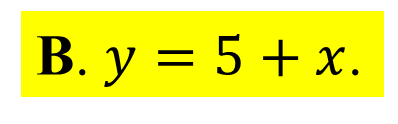 B. y = 5 + x.